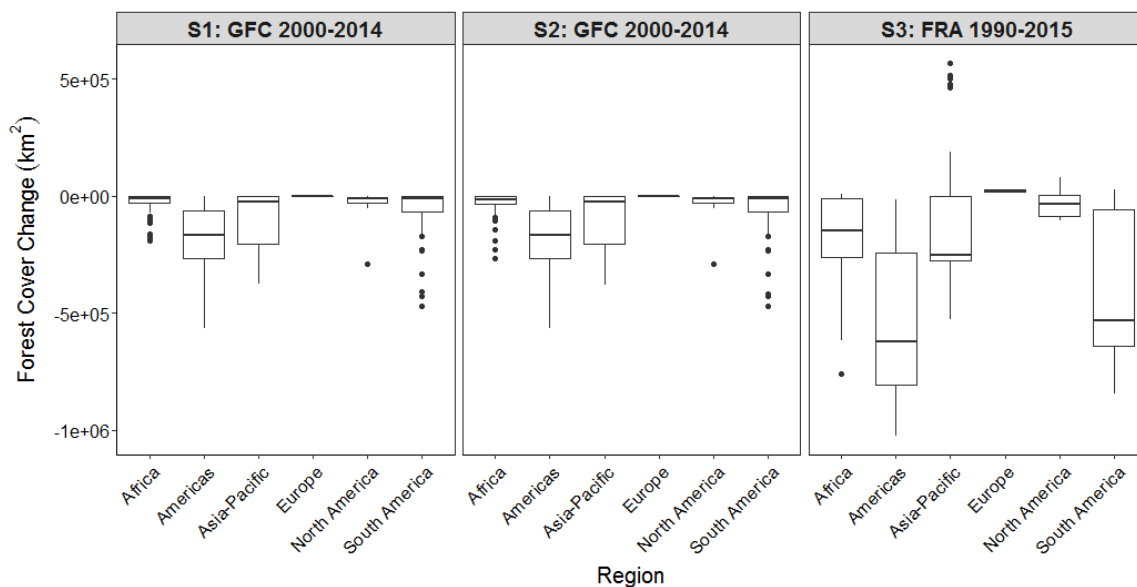 S1: GFC 2000-2014
S2: GFC 2000-2014
S3: FRA 1990-2015
Forest Cover Change (km²)
5e+05
0e+00
-5e+05
-1e+06
Africa
Americas
Asia-Pacific
Europe
North America
South America
Africa
Americas
Asia-Pacific
Europe
North America
South America
Africa
Americas
Asia-Pacific
Europe
North America
South America
Region